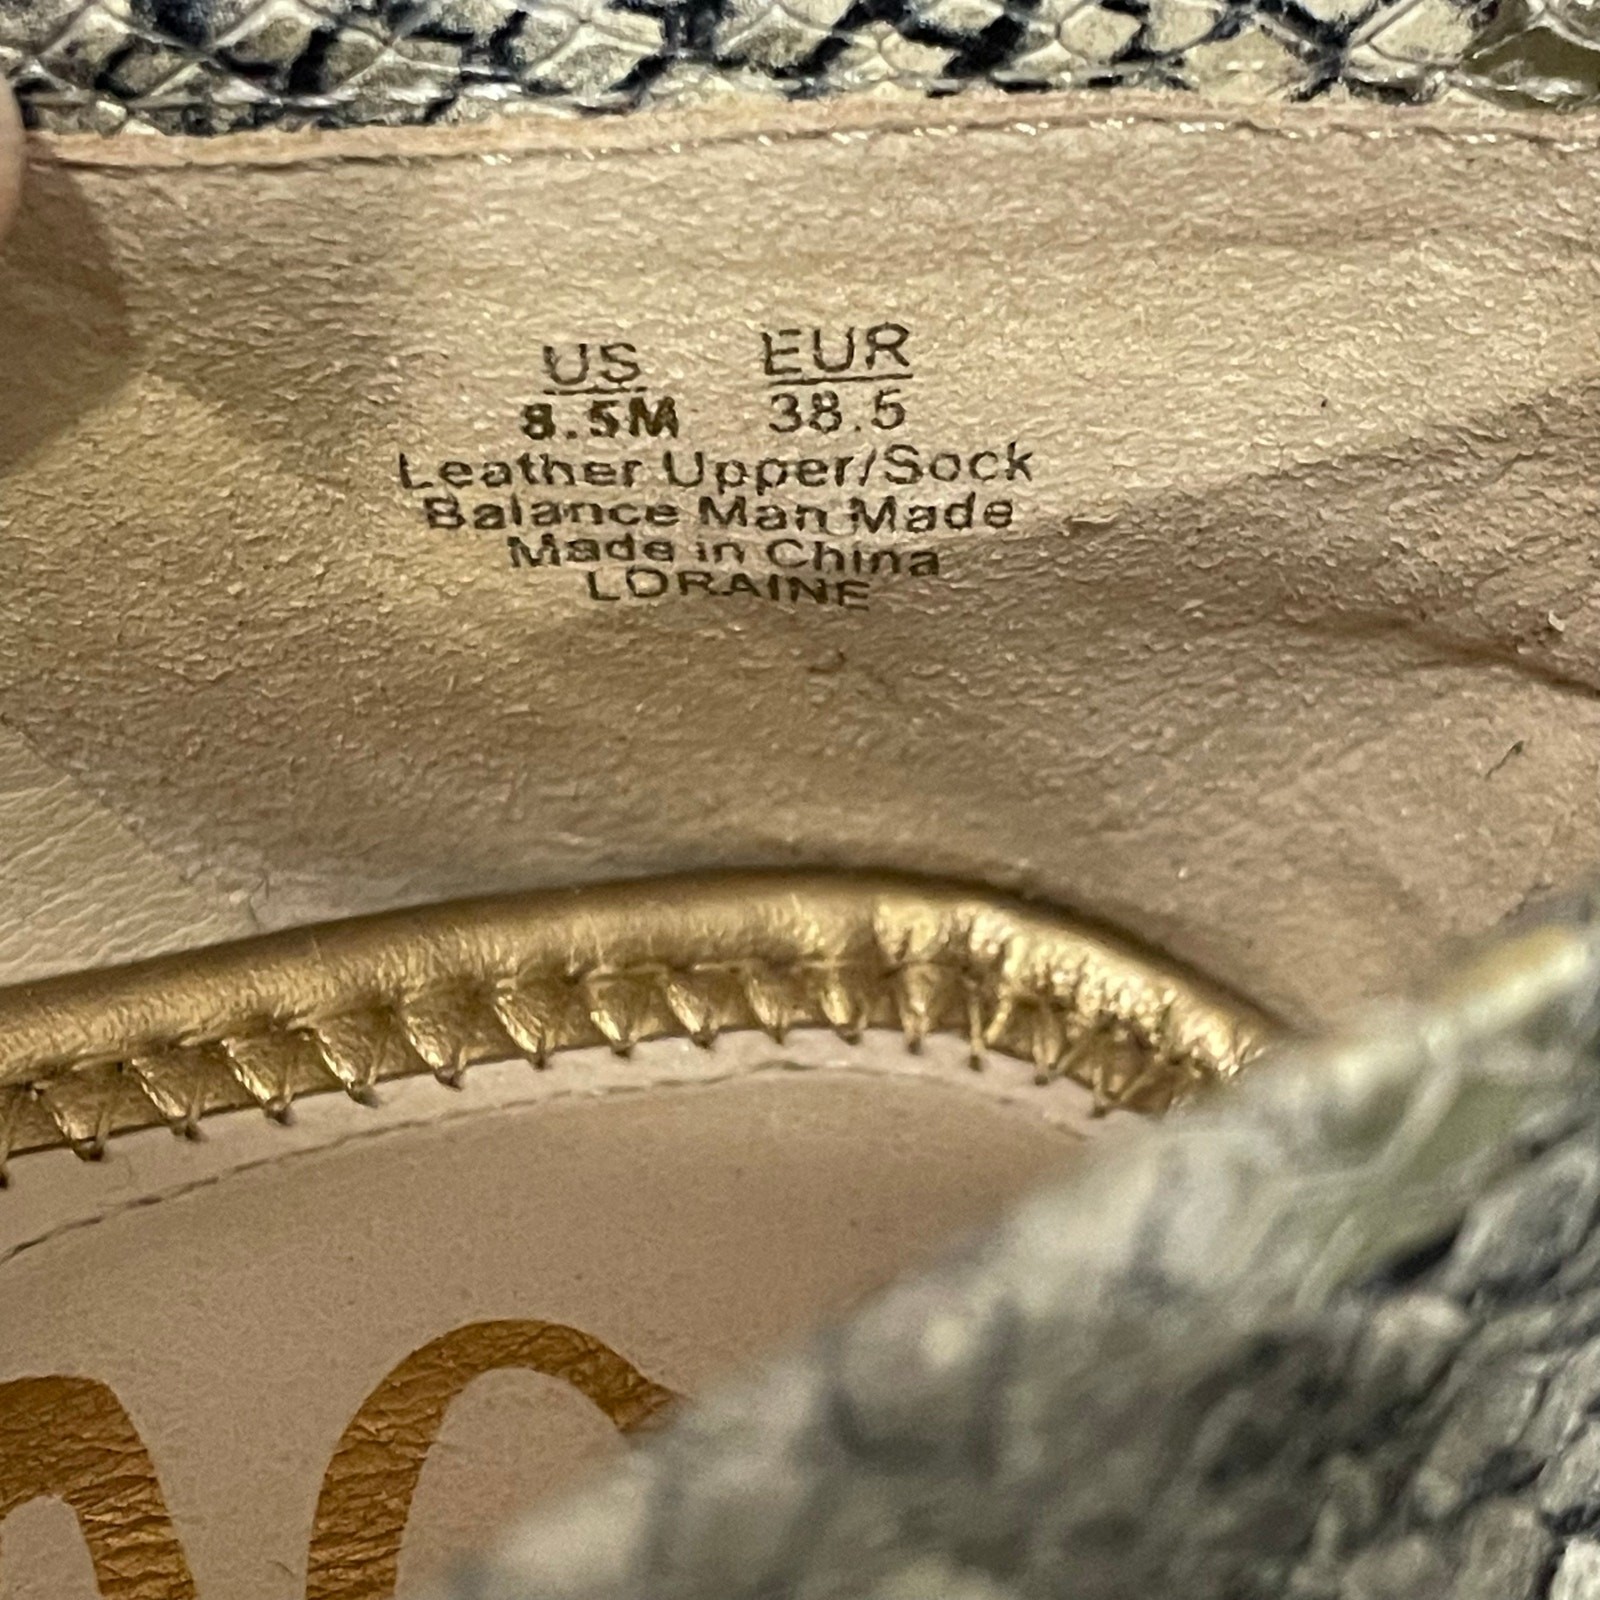 US EUR
8.5M 38.5
Leather Upper/Sock
Balance Man Made
Made in China
LORAINE